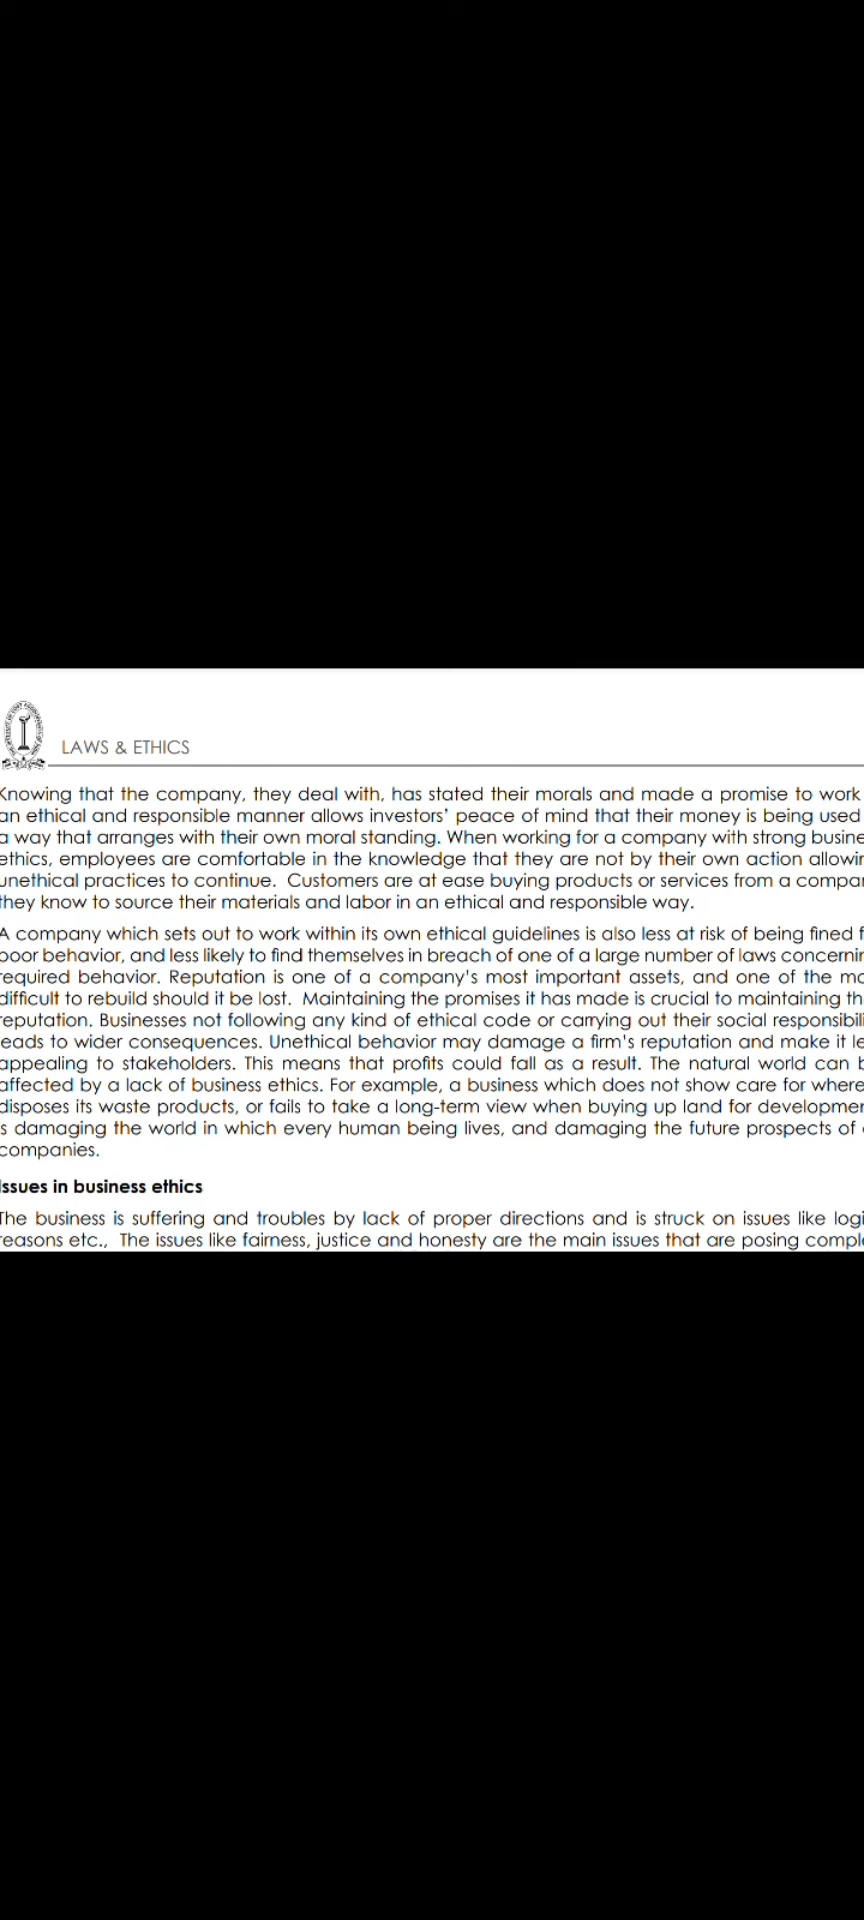 LAWS & ETHICS
Knowing that the company, they deal with, has stated their morals and made a promise to work
an ethical and responsible manner allows investors' peace of mind that their money is being used
a way that arranges with their own moral standing. When working for a company with strong busine
ethics, employees are comfortable in the knowledge that they are not by their own action allowin
unethical practices to continue. Customers are at ease buying products or services from a compan
they know to source their materials and labor in an ethical and responsible way.
A company which sets out to work within its own ethical guidelines is also less at risk of being fined f
poor behavior, and less likely to find themselves in breach of one of a large number of laws concernin
required behavior. Reputation is one of a company's most important assets, and one of the mo
difficult to rebuild should it be lost. Maintaining the promises it has made is crucial to maintaining tha
reputation. Businesses not following any kind of ethical code or carrying out their social responsibili
leads to wider consequences. Unethical behavior may damage a firm's reputation and make it le
appealing to stakeholders. This means that profits could fall as a result. The natural world can b
affected by a lack of business ethics. For example, a business which does not show care for where
disposes its waste products, or fails to take a long-term view when buying up land for developmen
is damaging the world in which every human being lives, and damaging the future prospects of
companies.
Issues in business ethics
The business is suffering and troubles by lack of proper directions and is struck on issues like logi
reasons etc., The issues like fairness, justice and honesty are the main issues that are posing comple